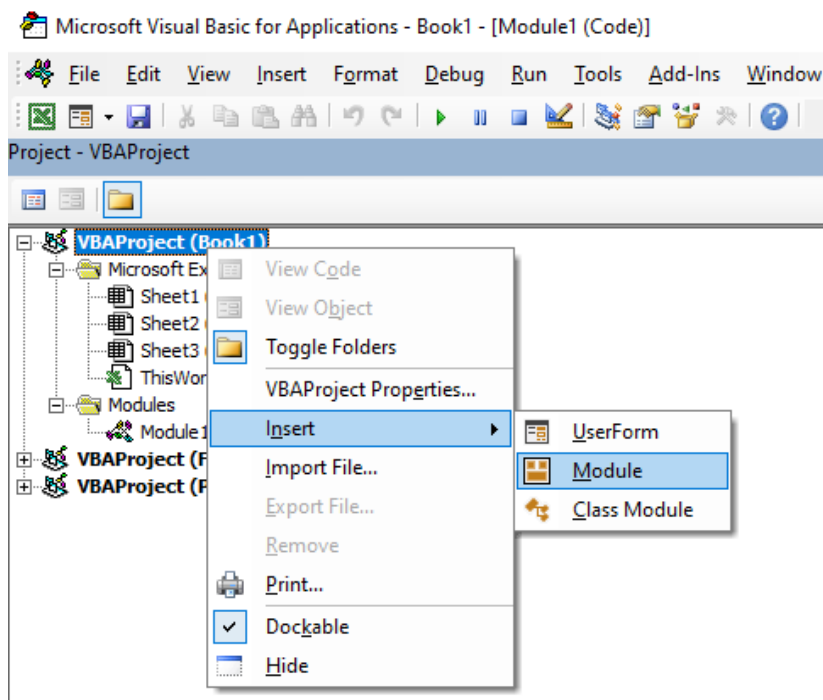 Microsoft Visual Basic for Applications - Book1 - [Module1 (Code)]
File Edit View Insert Format Debug Run Tools Add-Ins Window
Project - VBAProject
VBAProject (Book1)
Microsoft Ex
Sheet1
Sheet2
Sheet3
ThisWor
Modules
Module1
VBAProject (F
VBAProject (P
View Code
View Object
Toggle Folders
VBAProject Properties...
Insert
Import File...
Export File...
Remove
Print...
Dockable
Hide
UserForm
Module
Class Module